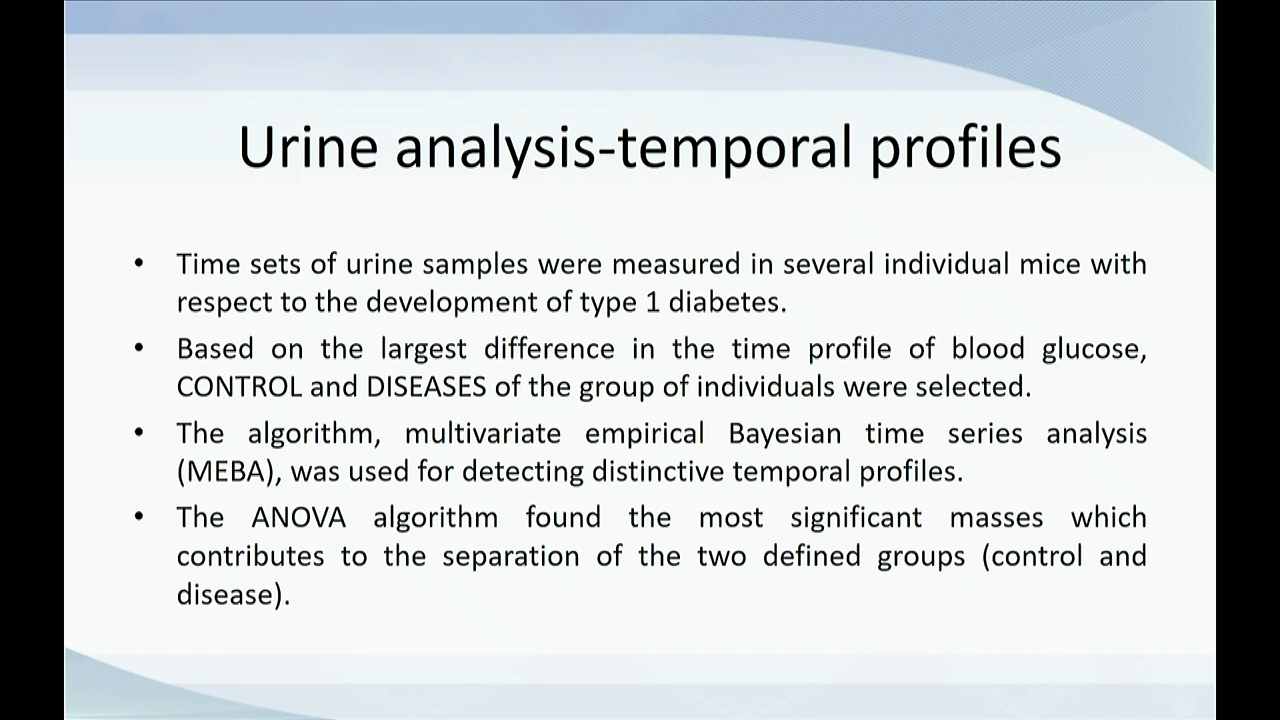 Urine analysis-temporal profiles
• Time sets of urine samples were measured in several individual mice with
respect to the development of type 1 diabetes.
• Based on the largest difference in the time profile of blood glucose,
CONTROL and DISEASES of the group of individuals were selected.
• The algorithm, multivariate empirical Bayesian time series analysis
(MEBA), was used for detecting distinctive temporal profiles.
• The ANOVA algorithm found the most significant masses which
contributes to the separation of the two defined groups (control and
disease).